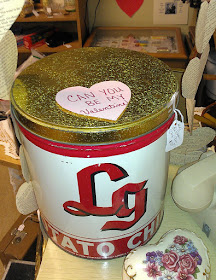 CAN YOU
BE MY
Valentine
Lg
TATO CH